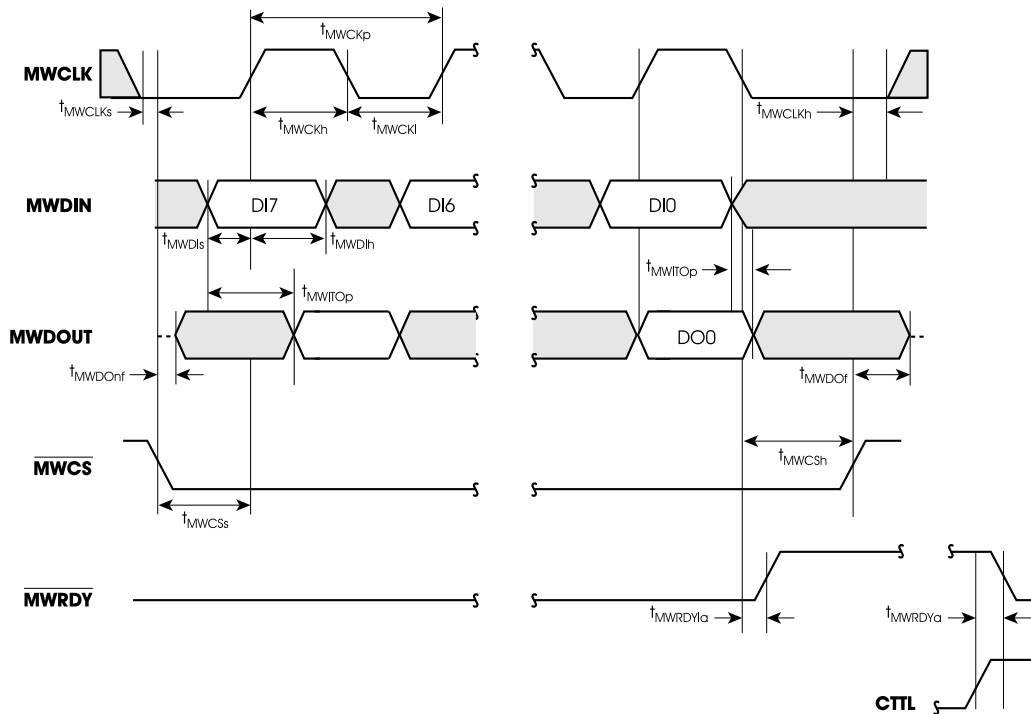 tMWCKp
MWCLK
tMWCLKs
tMWCKh
tMWCKl
tMWCLKh
MWDIN
DI7
DI6
DI0
tMWDIs
tMWDIh
tMWITOp
tMWITOp
MWDOUT
DO0
tMWDOnf
tMWDOf
MWCS
tMWCSh
tMWCSs
MWRDY
tMWRDYia
tMWRDYa
CTTL